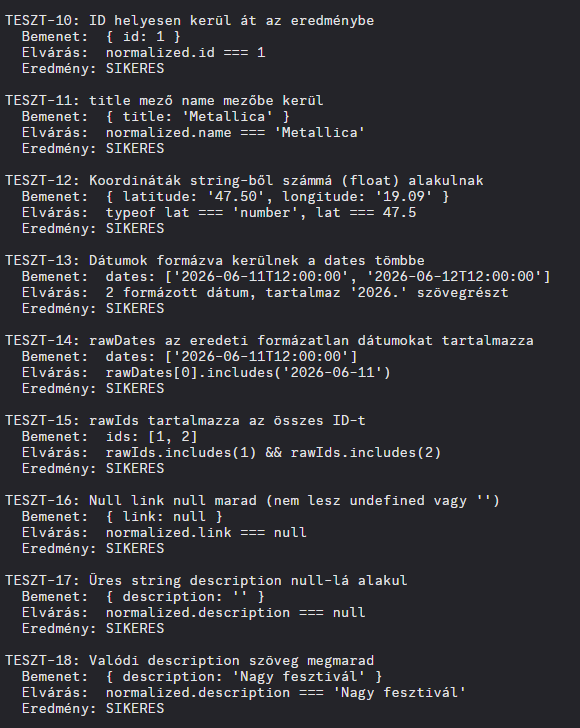 TESZT-10: ID helyesen kerül át az eredménybe
Bemenet:  { id: 1 }
Elvárás:  normalized.id === 1
Eredmény: SIKERES
TESZT-11: title mező name mezőbe kerül
Bemenet:  { title: 'Metallica' }
Elvárás:  normalized.name === 'Metallica'
Eredmény: SIKERES
TESZT-12: Koordináták string-ből számmá (float) alakulnak
Bemenet:  { latitude: '47.50', longitude: '19.09' }
Elvárás:  typeof lat === 'number', lat === 47.5
Eredmény: SIKERES
TESZT-13: Dátumok formázva kerülnek a dates tömbbe
Bemenet:  dates: ['2026-06-11T12:00:00', '2026-06-12T12:00:00']
Elvárás:  2 formázott dátum, tartalmaz '2026.' szövegrészt
Eredmény: SIKERES
TESZT-14: rawDates az eredeti formázatlan dátumokat tartalmazza
Bemenet:  dates: ['2026-06-11T12:00:00']
Elvárás:  rawDates[0].includes('2026-06-11')
Eredmény: SIKERES
TESZT-15: rawIds tartalmazza az összes ID-t
Bemenet:  ids: [1, 2]
Elvárás:  rawIds.includes(1) && rawIds.includes(2)
Eredmény: SIKERES
TESZT-16: Null link null marad (nem lesz undefined vagy '')
Bemenet:  { link: null }
Elvárás:  normalized.link === null
Eredmény: SIKERES
TESZT-17: Üres string description null-lá alakul
Bemenet:  { description: '' }
Elvárás:  normalized.description === null
Eredmény: SIKERES
TESZT-18: Valódi description szöveg megmarad
Bemenet:  { description: 'Nagy fesztivál' }
Elvárás:  normalized.description === 'Nagy fesztivál'
Eredmény: SIKERES